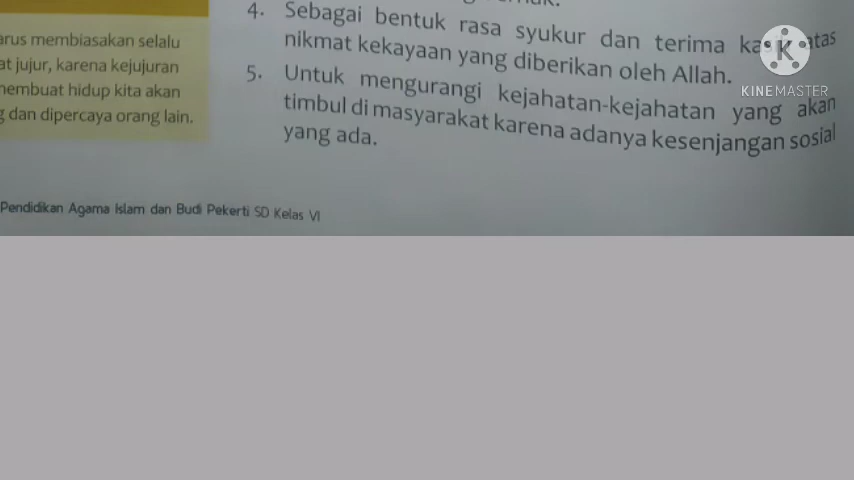 arus membiasakan selalu
at jujur, karena kejujuran
membuat hidup kita akan
g dan dipercaya orang lain.
4. Sebagai bentuk rasa syukur dan terima atas
nikmat kekayaan yang diberikan oleh Allah.
5. Untuk mengurangi kejahatan-kejahatan yang akan
timbul di masyarakat karena adanya kesenjangan sosial
yang ada.
Pendidikan Agama Islam dan Budi Pekerti SD Kelas VI
K
KINEMASTER